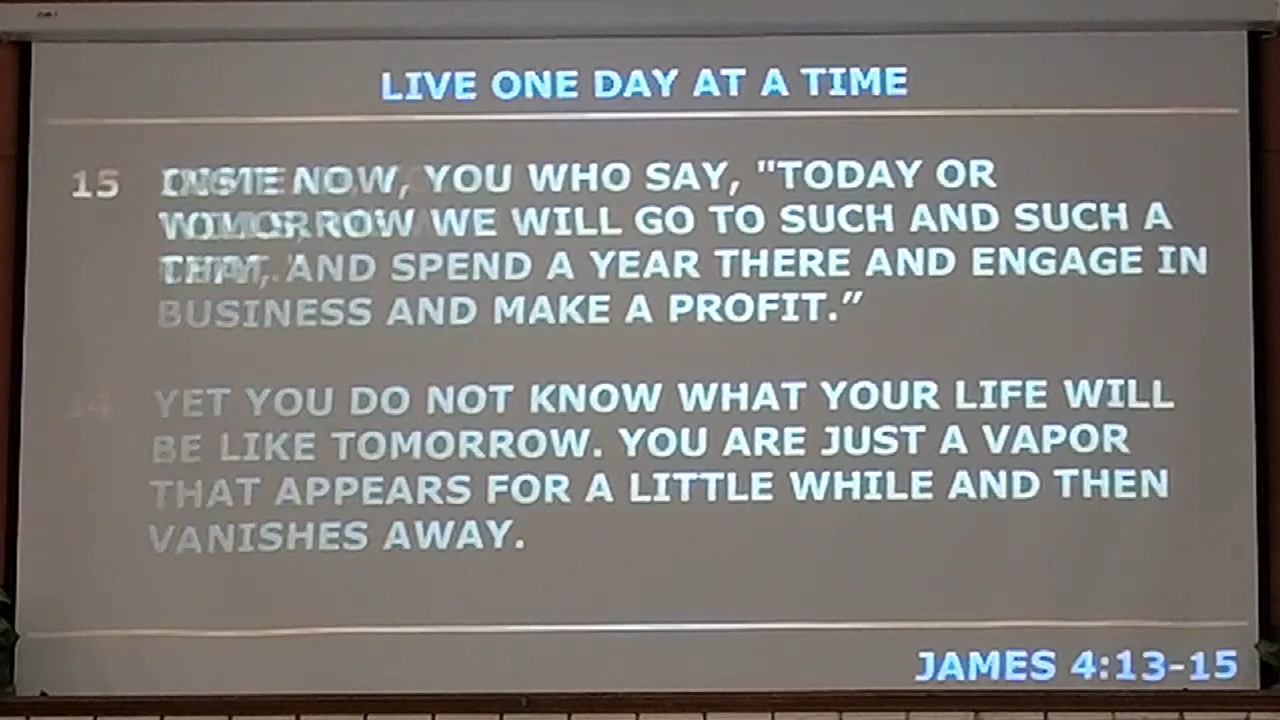 LIVE ONE DAY AT A TIME
15 NOW, YOU WHO SAY, "TODAY OR
WE WILL GO TO SUCH AND SUCH A
AND SPEND A YEAR THERE AND ENGAGE IN
BUSINESS AND MAKE A PROFIT.”
14 YET YOU DO NOT KNOW WHAT YOUR LIFE WILL
BE LIKE TOMORROW. YOU ARE JUST A VAPOR
THAT APPEARS FOR A LITTLE WHILE AND THEN
VANISHES AWAY.
JAMES 4:13-15